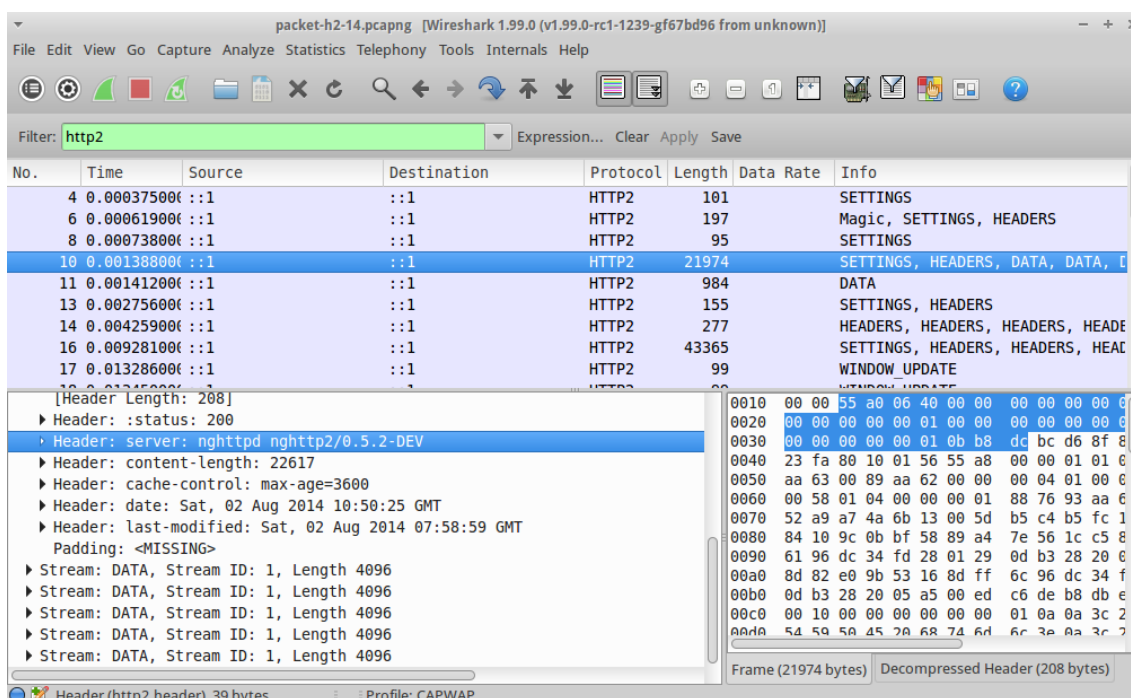 packet-h2-14.pcapng [Wireshark 1.99.0 (v1.99.0-rc1-1239-gf67bd96 from unknown)]
File Edit View Go Capture Analyze Statistics Telephony Tools Internals Help
Filter: http2 Expression... Clear Apply Save
No. Time Source Destination Protocol Length Data Rate Info
4 0.000375000 ::1 ::1 HTTP2 101 SETTINGS
6 0.000619000 ::1 ::1 HTTP2 197 Magic, SETTINGS, HEADERS
8 0.000738000 ::1 ::1 HTTP2 95 SETTINGS
10 0.001388000 ::1 ::1 HTTP2 21974 SETTINGS, HEADERS, DATA, DATA,
11 0.001412000 ::1 ::1 HTTP2 984 DATA
13 0.002756000 ::1 ::1 HTTP2 155 SETTINGS, HEADERS
14 0.004259000 ::1 ::1 HTTP2 277 HEADERS, HEADERS, HEADERS, HEADE
16 0.009281000 ::1 ::1 HTTP2 43365 SETTINGS, HEADERS, HEADERS, HEAD
17 0.013286000 ::1 ::1 HTTP2 99 WINDOW_UPDATE
[Header Length: 208]
Header: :status: 200
Header: server: nghttpd nghttp2/0.5.2-DEV
Header: content-length: 22617
Header: cache-control: max-age=3600
Header: date: Sat, 02 Aug 2014 10:50:25 GMT
Header: last-modified: Sat, 02 Aug 2014 07:58:59 GMT
Padding: <MISSING>
Stream: DATA, Stream ID: 1, Length 4096
Stream: DATA, Stream ID: 1, Length 4096
Stream: DATA, Stream ID: 1, Length 4096
Stream: DATA, Stream ID: 1, Length 4096
Stream: DATA, Stream ID: 1, Length 4096
0010 00 00 55 a0 06 40 00 00 00 00 00 00 0
0020 00 00 00 00 00 01 00 00 00 00 00 00 0
0030 00 00 00 00 00 01 0b b8 dc bc d6 8f 8
0040 23 fa 80 10 01 56 55 a8 00 00 01 01 0
0050 aa 63 00 89 aa 62 00 00 00 04 01 00 0
0060 00 58 01 04 00 00 00 01 88 76 93 aa 6
0070 52 a9 a7 4a 6b 13 00 5d b5 c4 b5 fc 1
0080 84 10 9c 0b bf 58 89 a4 7e 56 1c c5 8
0090 61 96 dc 34 fd 28 01 29 0d b3 28 20 0
00a0 8d 82 e0 9b 53 16 8d ff 6c 96 dc 34 f
00b0 0d b3 28 20 05 a5 00 ed c6 de b8 db e
00c0 00 10 00 00 00 00 00 00 01 0a 0a 3c 2
00d0 54 59 50 45 20 68 74 6d 6c 3e 0a 3c 2
Frame (21974 bytes) Decompressed Header (208 bytes)
Header (http2.header), 39 bytes Profile: CAPWAP